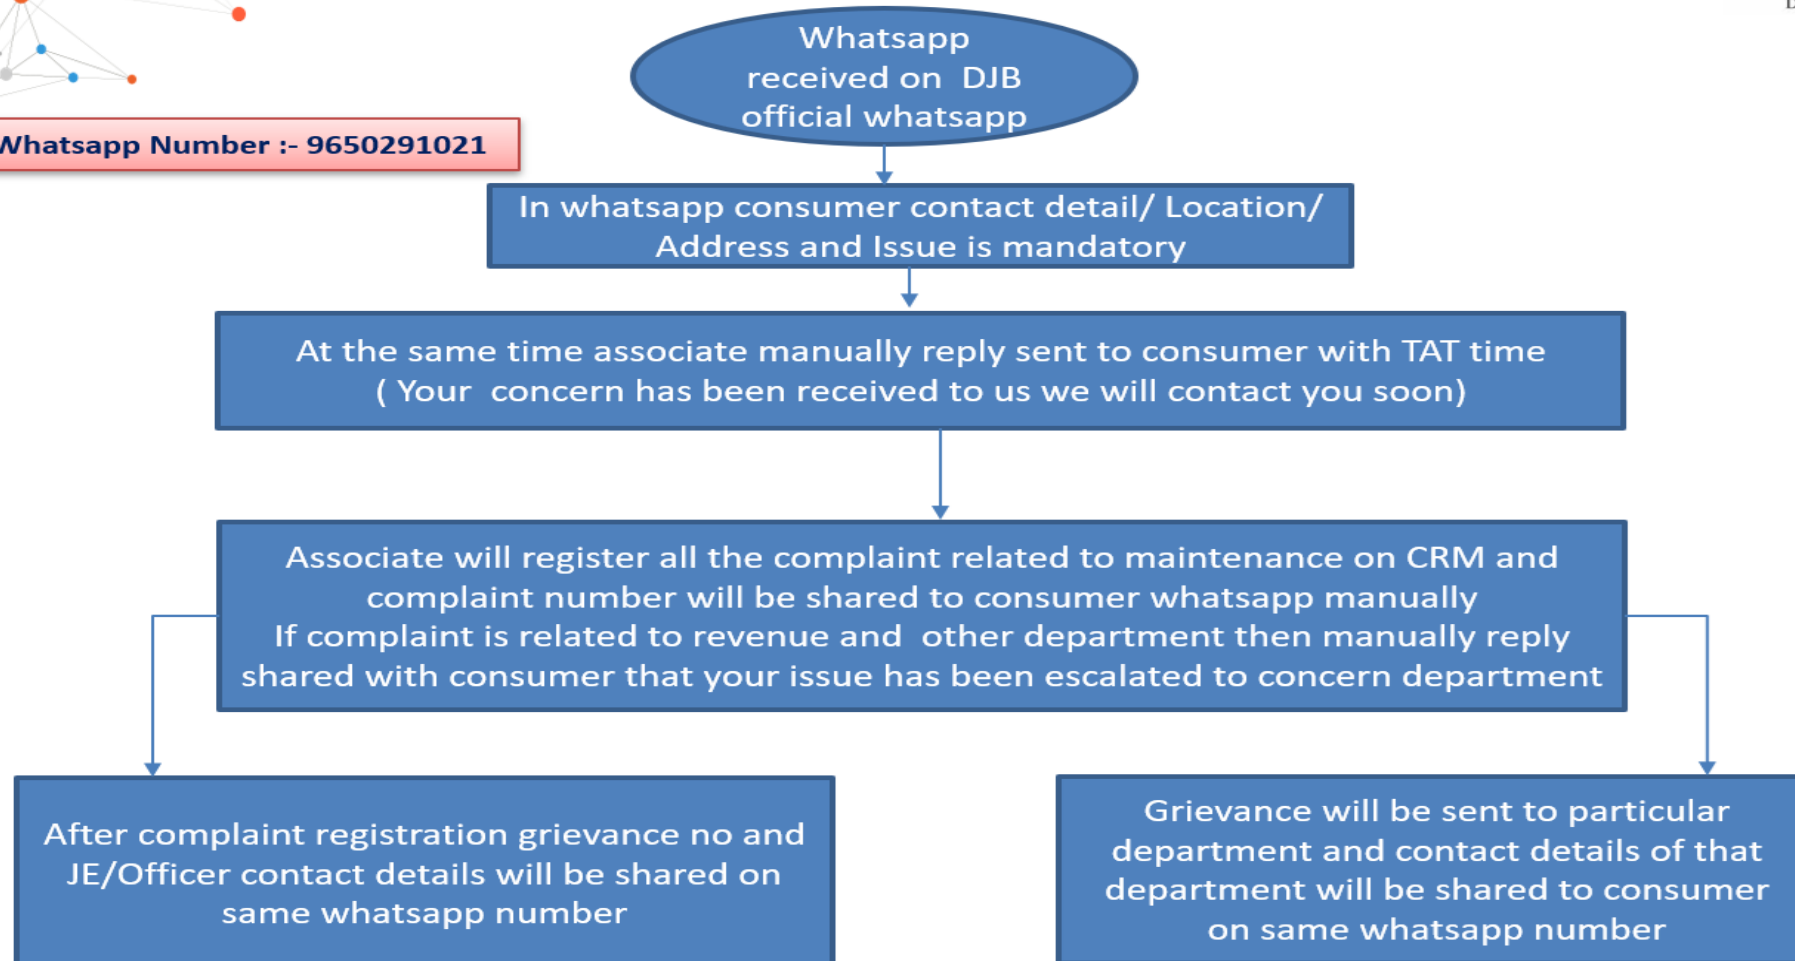 Whatsapp
received on  DJB
official whatsapp
Whatsapp Number :- 9650291021
In whatsapp consumer contact detail/ Location/
Address and Issue is mandatory
At the same time associate manually reply sent to consumer with TAT time
( Your  concern has been received to us we will contact you soon)
Associate will register all the complaint related to maintenance on CRM and
complaint number will be shared to consumer whatsapp manually
If complaint is related to revenue and  other department then manually reply
shared with consumer that your issue has been escalated to concern department
After complaint registration grievance no and
JE/Officer contact details will be shared on
same whatsapp number
Grievance will be sent to particular
department and contact details of that
department will be shared to consumer
on same whatsapp number